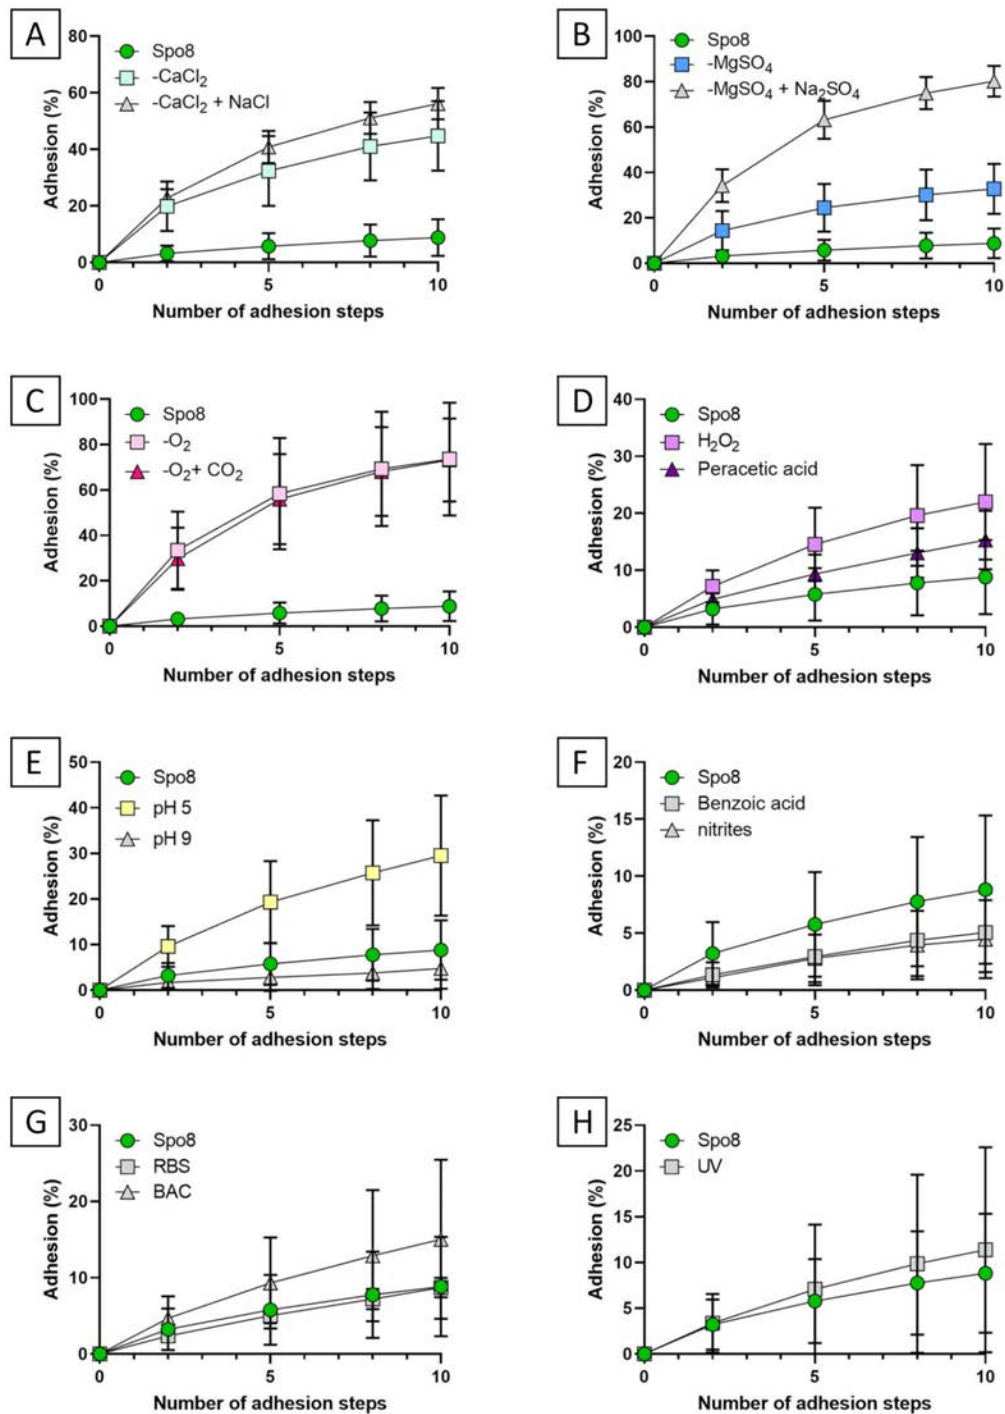 A
Adhesion (%)
80
60
40
20
0
0
5
10
Number of adhesion steps
Spo8
-CaCl₂
-CaCl₂ + NaCl
B
Adhesion (%)
100
80
60
40
20
0
0
5
10
Number of adhesion steps
Spo8
-MgSO₄
-MgSO₄ + Na₂SO₄
C
Adhesion (%)
100
80
60
40
20
0
0
5
10
Number of adhesion steps
Spo8
-O₂
-O₂+ CO₂
D
Adhesion (%)
40
30
20
10
0
0
5
10
Number of adhesion steps
Spo8
H₂O₂
Peracetic acid
E
Adhesion (%)
50
40
30
20
10
0
0
5
10
Number of adhesion steps
Spo8
pH 5
pH 9
F
Adhesion (%)
20
15
10
5
0
0
5
10
Number of adhesion steps
Spo8
Benzoic acid
nitrites
G
Adhesion (%)
30
20
10
0
0
5
10
Number of adhesion steps
Spo8
RBS
BAC
H
Adhesion (%)
25
20
15
10
5
0
0
5
10
Number of adhesion steps
Spo8
UV